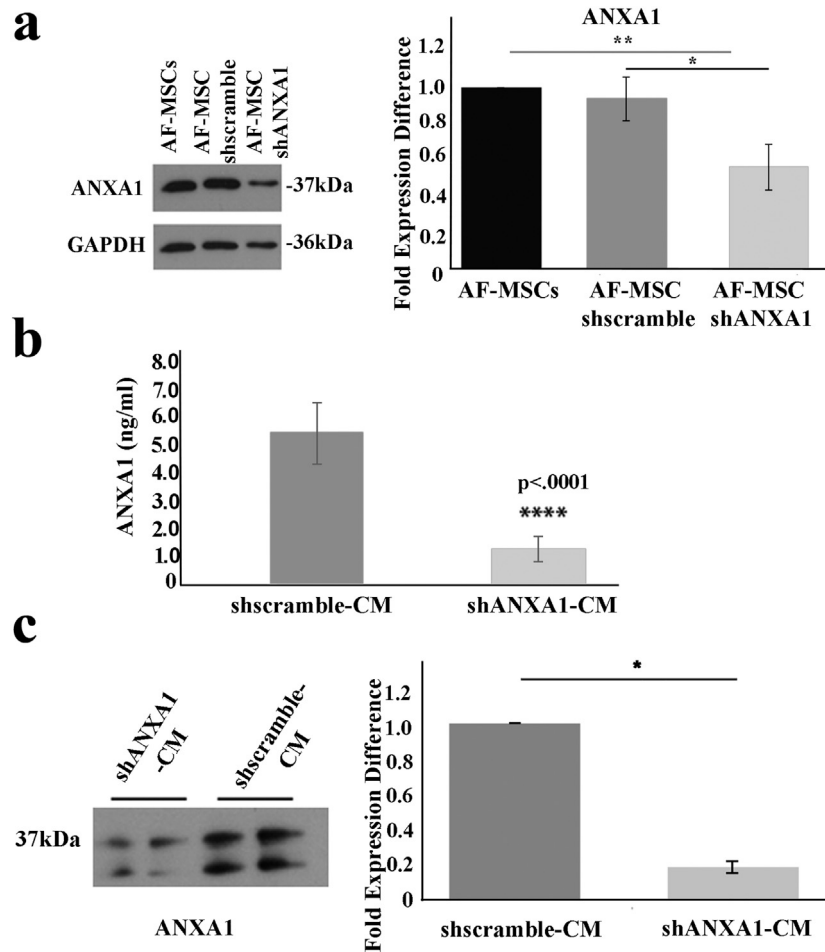 a
AF-MSCs
AF-MSC
shscramble
AF-MSC
shANXA1
ANXA1
-37kDa
GAPDH
-36kDa
ANXA1
**
*
Fold Expression Difference
1.2
1.0
0.8
0.6
0.4
0.2
0
AF-MSCs
AF-MSC
shscramble
AF-MSC
shANXA1
b
ANXA1 (ng/ml)
8.0
7.0
6.0
5.0
4.0
3.0
2.0
1.0
0
p<.0001
****
shscramble-CM
shANXA1-CM
c
shANXA1
-CM
shscramble-
CM
37kDa
ANXA1
*
Fold Expression Difference
1.2
1.0
0.8
0.6
0.4
0.2
0
shscramble-CM
shANXA1-CM